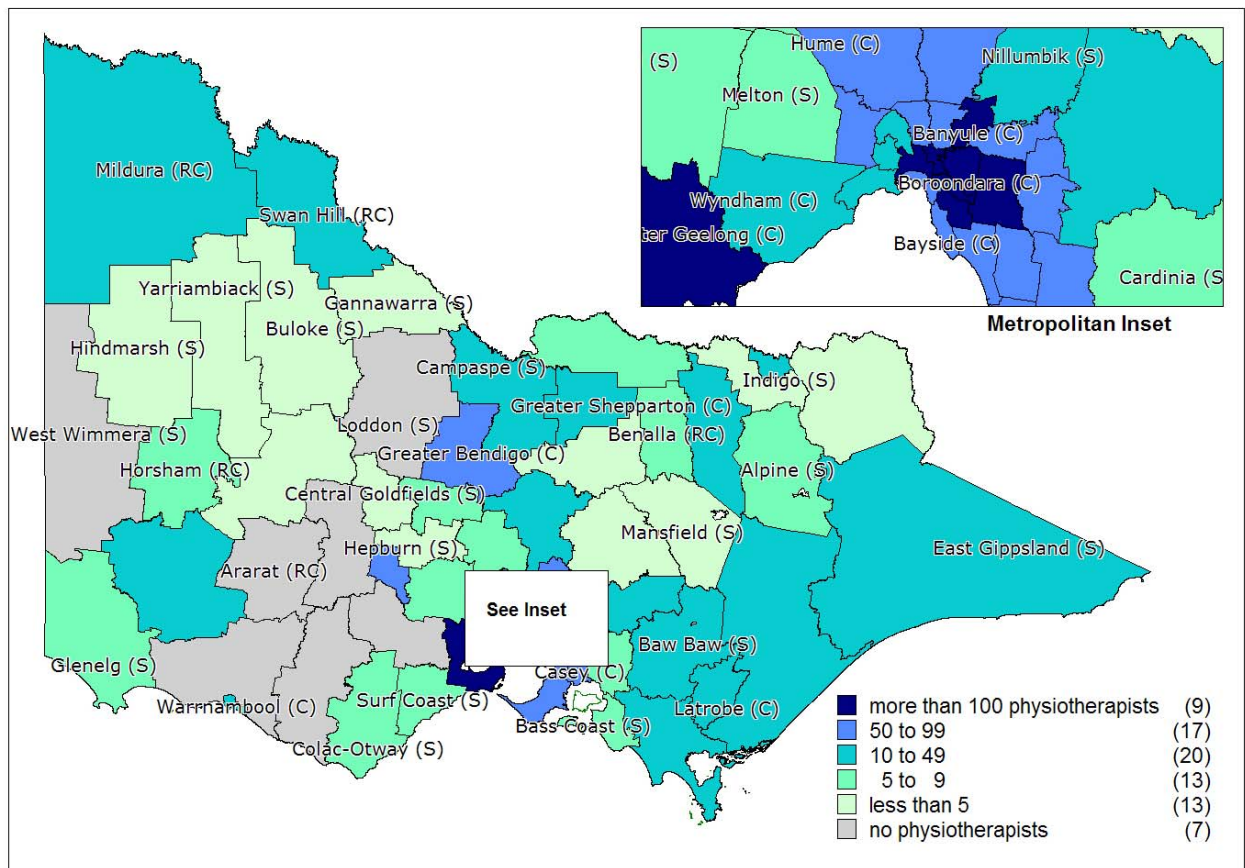 Hume (C)
Nillumbik (S)
(S)
Melton (S)
Banyule (C)
Boroondara (C)
Wyndham (C)
ter Geelong (C)
Bayside (C)
Cardinia (S
Metropolitan Inset
Mildura (RC)
Swan Hill (RC)
Yarriambiack (S)
Gannawarra (S)
Buloke (S)
Hindmarsh (S)
Campaspe (S)
Indigo (S)
Greater Shepparton (C)
Loddon (S)
West Wimmera (S)
Benalla (RC)
Greater Bendigo (C)
Horsham (RC)
Alpine (S)
Central Goldfields (S)
Mansfield (S)
Hepburn (S)
East Gippsland (S)
Ararat (RC)
See Inset
Baw Baw (S)
Glenelg (S)
Casey (C)
Surf Coast (S)
Warrnambool (C)
Latrobe (C)
Bass Coast (S)
Colac-Otway (S)
more than 100 physiotherapists (9)
50 to 99 (17)
10 to 49 (20)
5 to 9 (13)
less than 5 (13)
no physiotherapists (7)